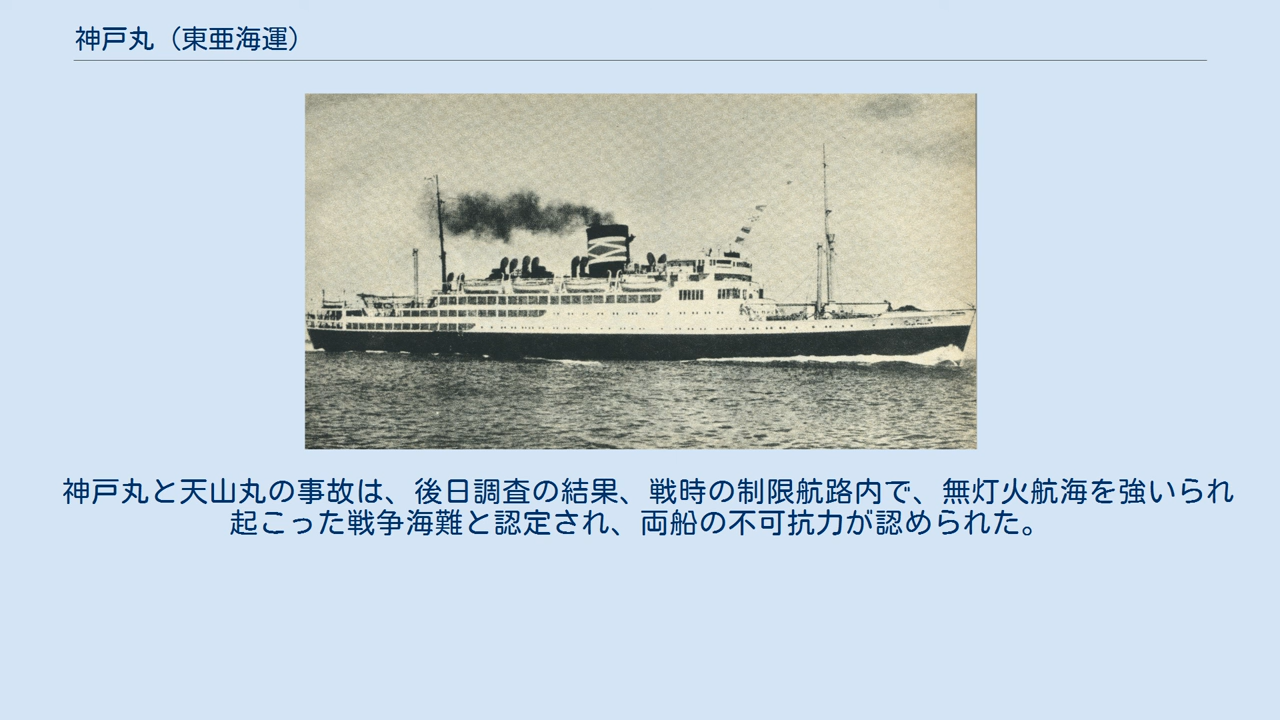 神戸丸（東亜海運）
神戸丸と天山丸の事故は、後日調査の結果、戦時の制限航路内で、無灯火航海を強いられ
起こった戦争海難と認定され、両船の不可抗力が認められた。